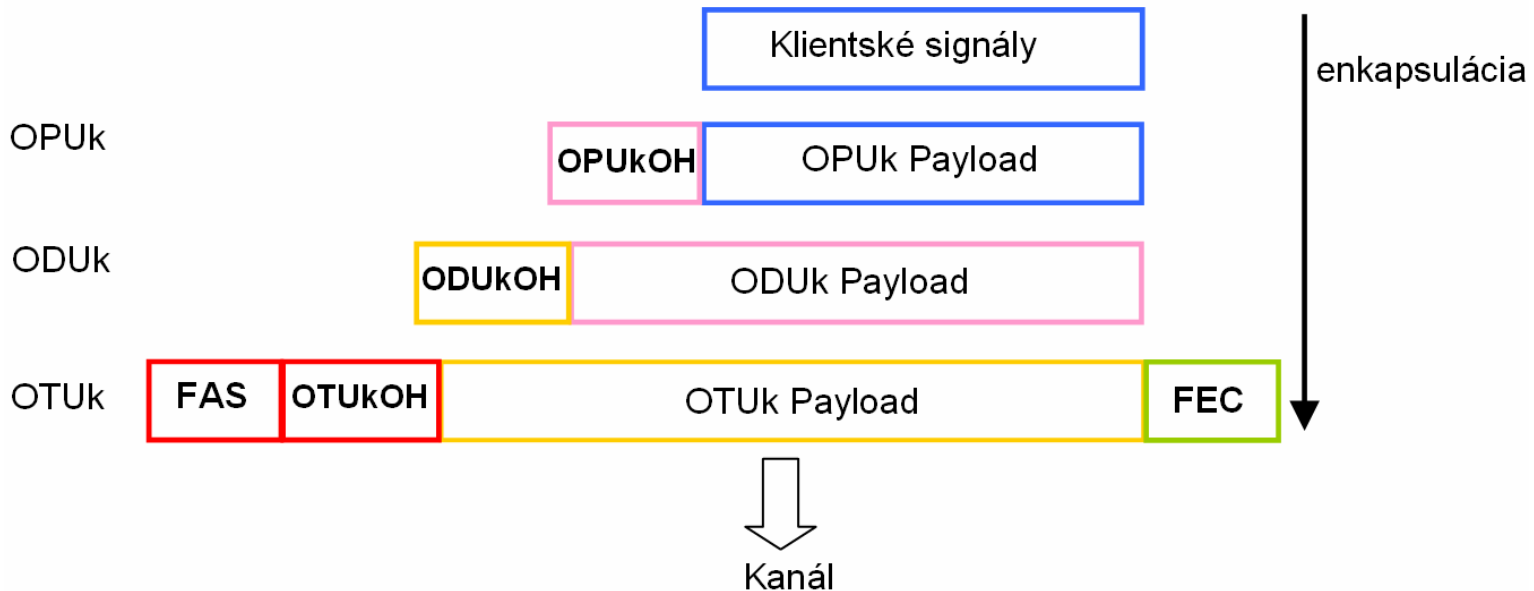 Klientské signály
enkapsulácia
OPUk
OPUkOH
OPUk Payload
ODUk
ODUkOH
ODUk Payload
OTUk
FAS
OTUkOH
OTUk Payload
FEC
Kanál